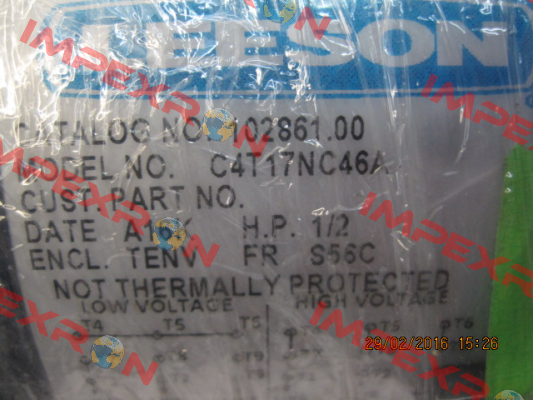 LEESON
CATALOG NO. 102861.00
MODEL NO. C4T17NC46A
CUST. PART NO.
DATE H.P. 1/2
ENCL. TENV FR S56C
NOT THERMALLY PROTECTED
LOW VOLTAGE HIGH VOLTAGE
T4 T5 T6
29/02/2016 15:26
IMPEXRON